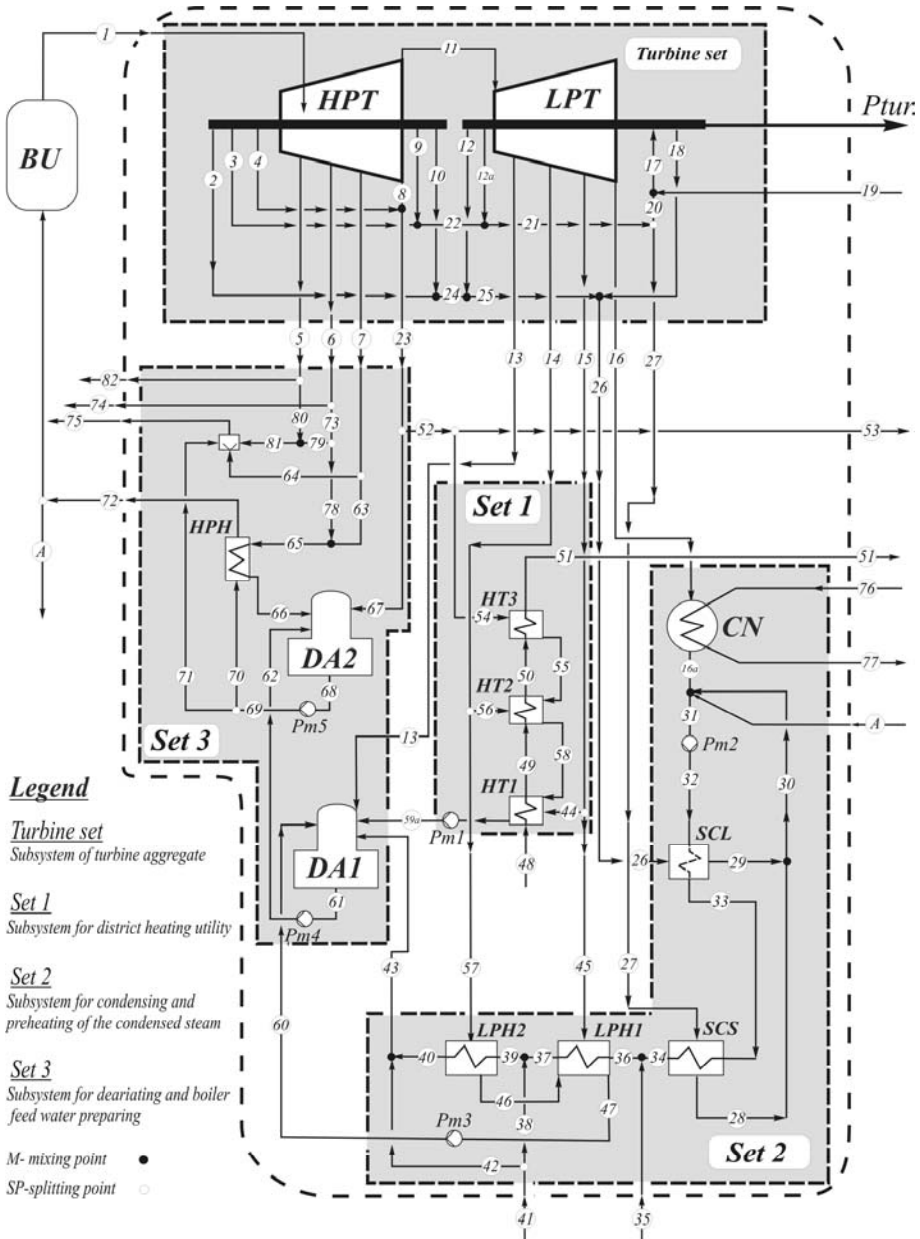 1
11
Turbine set
HPT
LPT
Ptur.
BU
2
3
4
9
10
12
12a
17
18
8
19
20
22
21
24
25
5
6
7
23
13
14
15
26
16
27
82
74
80
73
75
81
79
52
53
64
72
78
63
Set 1
HPH
65
51
51
A
76
66
67
54
HT3
CN
DA2
55
77
71
70
62
68
50
16a
69
56
HT2
31
A
Pm5
Pm2
Set 3
13
49
58
32
30
HT1
SCL
59a
Pm1
44
26
29
48
33
DA1
61
Pm4
43
57
45
27
60
LPH2
LPH1
SCS
40
39
37
36
34
46
47
28
Pm3
38
42
Set 2
41
35
Legend
Turbine set
Subsystem of turbine aggregate
Set 1
Subsystem for district heating utility
Set 2
Subsystem for condensing and
preheating of the condensed steam
Set 3
Subsystem for deariating and boiler
feed water preparing
M- mixing point
SP-splitting point